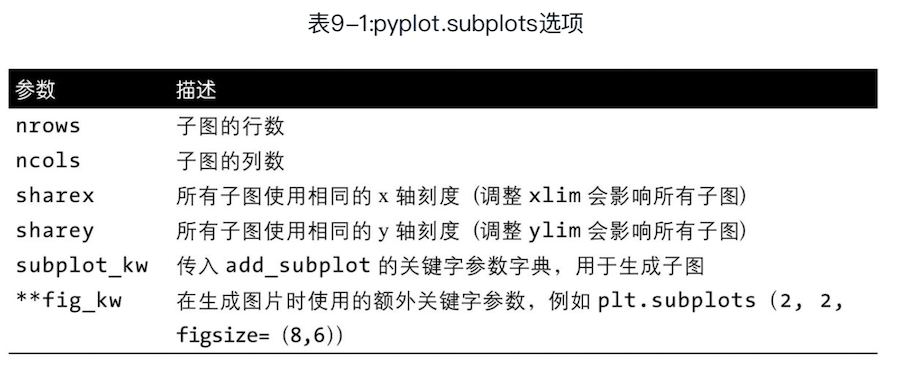 表9-1:pyplot.subplots选项
参数 描述
nrows 子图的行数
ncols 子图的列数
sharex 所有子图使用相同的 x 轴刻度（调整 xlim 会影响所有子图）
sharey 所有子图使用相同的 y 轴刻度（调整 ylim 会影响所有子图）
subplot_kw 传入 add_subplot 的关键字参数字典，用于生成子图
**fig_kw 在生成图片时使用的额外关键字参数，例如 plt.subplots（2, 2,
figsize=（8,6））